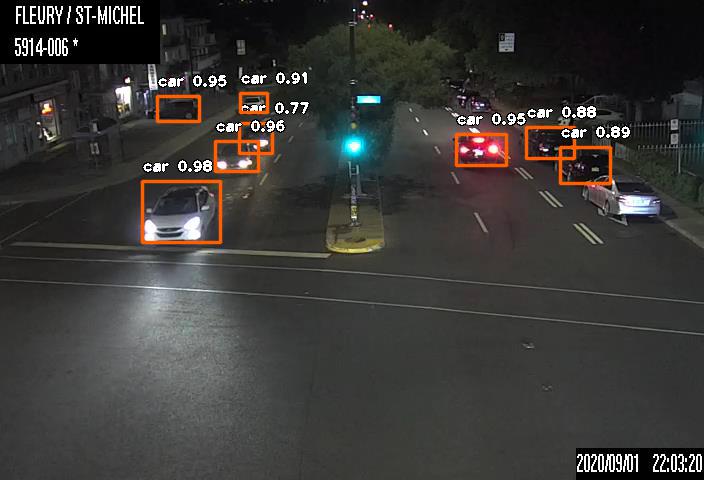 FLEURY / ST-MICHEL
5914-006 *
car 0.95
car 0.91
0.77
car 0.96
car 0.98
car 0.95
car 0.88
car 0.89
2020/09/01 22:03:20